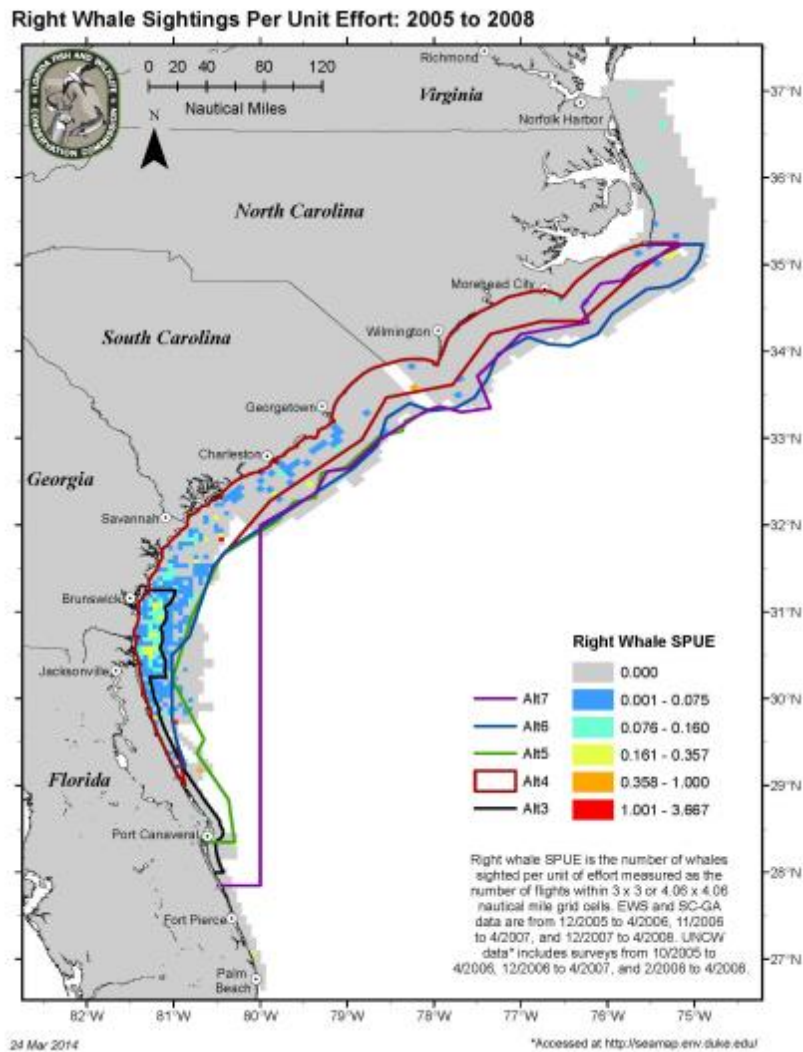 Right Whale Sightings Per Unit Effort: 2005 to 2008
FLORIDA FISH AND WILDLIFE
CONSERVATION COMMISSION
0 20 40 80 120
Nautical Miles
N
Richmond
Virginia
Norfolk Harbor
37°N
36°N
North Carolina
35°N
Morehead City
South Carolina
Wilmington
34°N
Georgetown
33°N
Charleston
Georgia
Savannah
32°N
Brunswick
31°N
Jacksonville
30°N
Florida
29°N
Port Canaveral
28°N
Fort Pierce
27°N
Palm
Beach
Right Whale SPUE
0.000
Alt7
0.001 - 0.075
Alt6
0.076 - 0.160
Alt5
0.161 - 0.357
Alt4
0.358 - 1.000
Alt3
1.001 - 3.667
Right whale SPUE is the number of whales
sighted per unit of effort measured as the
number of flights within 3 x 3 or 4.06 x 4.06
nautical mile grid cells. EWS and SC-GA
data are from 12/2005 to 4/2006, 11/2006
to 4/2007, and 12/2007 to 4/2008. UNCW
data* includes surveys from 10/2005 to
4/2006, 12/2006 to 4/2007, and 2/2008 to 4/2008.
82°W 81°W 80°W 79°W 78°W 77°W 76°W 75°W
24 Mar 2014
*Accessed at http://seamap.env.duke.edu/